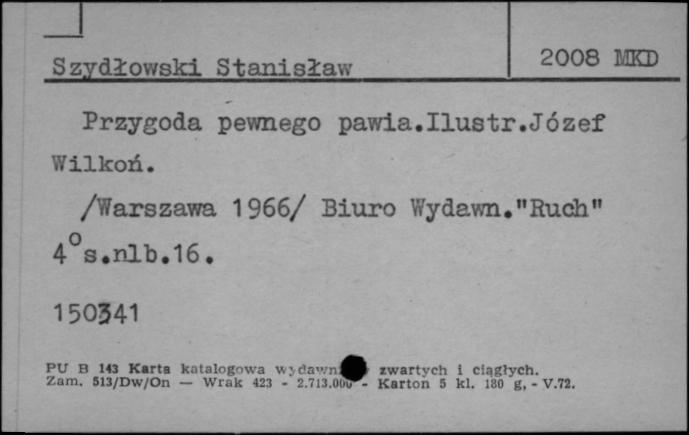 Szydłowski Stanisław
2008 MKD
Przygoda pewnego pawia.Ilustr.Józef
Wilkoń.
/Warszawa 1966/ Biuro Wydawn."Ruch"
4° s.nlb.16.
150341
PU B 143 Karta katalogowa zwartych i ciągłych.
Zam. 513/Dw/On — Wrak 423 - 2.713.000 - Karton 5 kl. 180 g, - V.72.